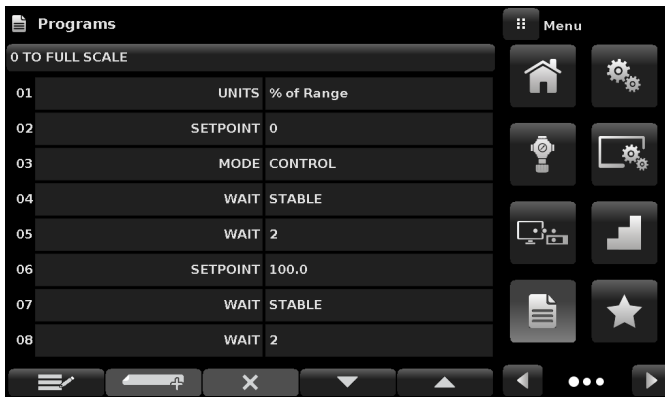 Programs
Menu
0 TO FULL SCALE
01 UNITS % of Range
02 SETPOINT 0
03 MODE CONTROL
04 WAIT STABLE
05 WAIT 2
06 SETPOINT 100.0
07 WAIT STABLE
08 WAIT 2